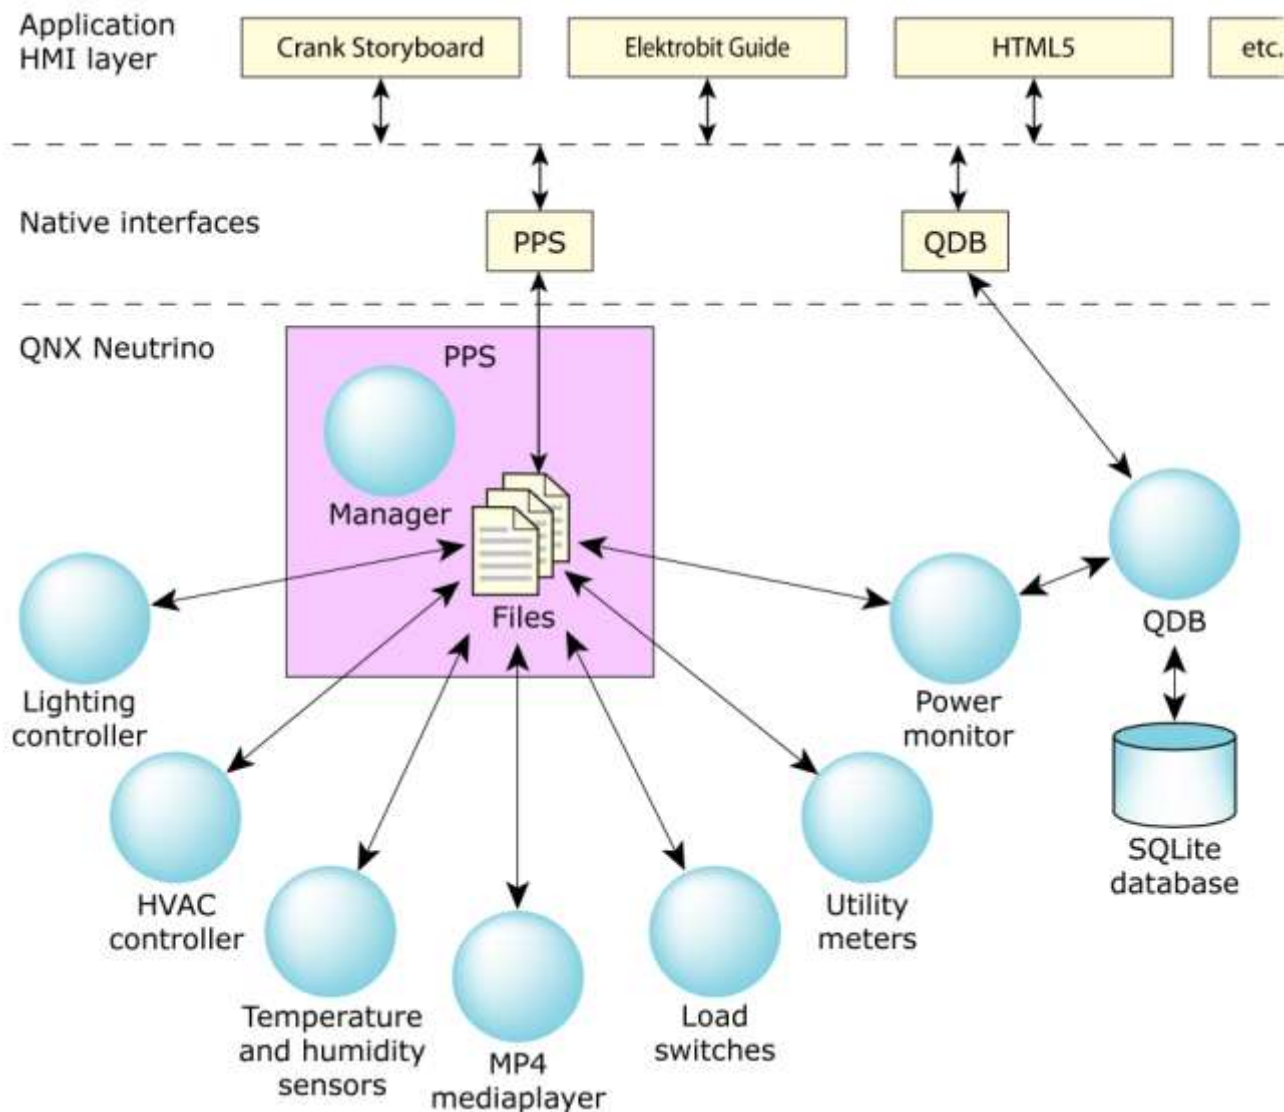 Application
HMI layer
Crank Storyboard
Elektrobit Guide
HTML5
etc.
Native interfaces
PPS
QDB
QNX Neutrino
PPS
Manager
Files
Lighting
controller
HVAC
controller
Temperature
and humidity
sensors
MP4
mediaplayer
Load
switches
Utility
meters
Power
monitor
QDB
SQLite
database